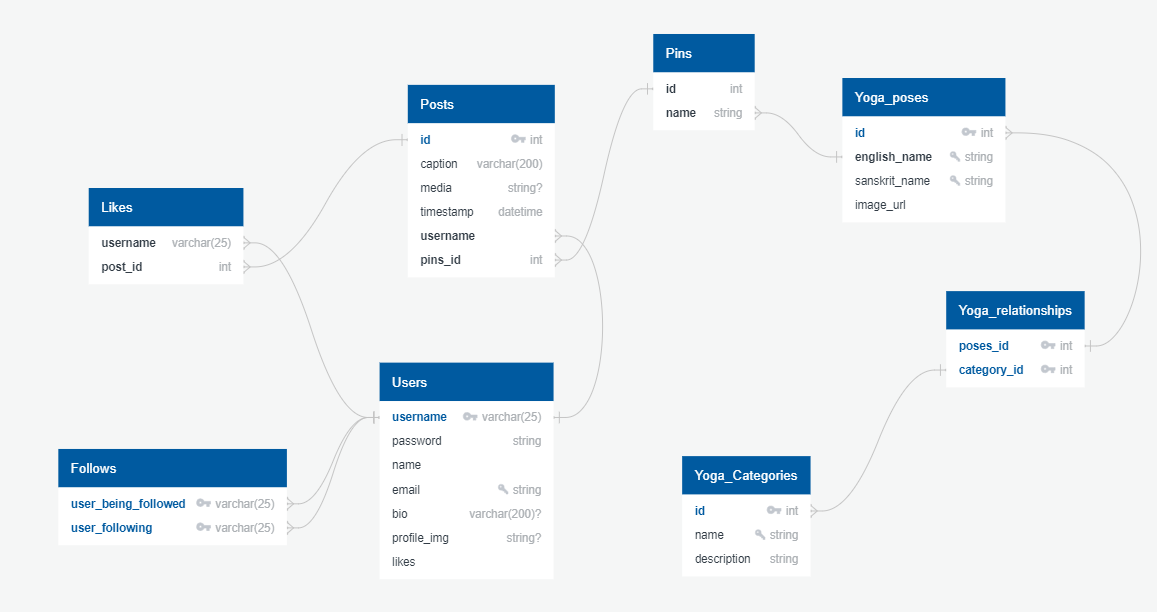 Pins
id int
name string
Yoga_poses
id int
english_name string
sanskrit_name string
image_url
Posts
id int
caption varchar(200)
media string?
timestamp datetime
username
pins_id int
Likes
username varchar(25)
post_id int
Yoga_relationships
poses_id int
category_id int
Users
username varchar(25)
password string
name
email string
bio varchar(200)?
profile_img string?
likes
Follows
user_being_followed varchar(25)
user_following varchar(25)
Yoga_Categories
id int
name string
description string